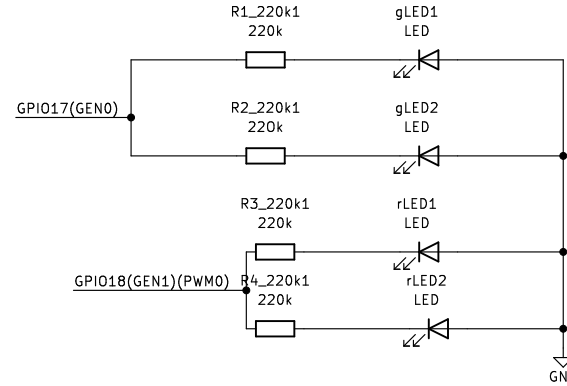 R1_220k1
220k
gLED1
LED
GPIO17(GEN0)
R2_220k1
220k
gLED2
LED
R3_220k1
220k
rLED1
LED
GPIO18(GEN1)(PWM0)
R4_220k1
220k
rLED2
LED
GN